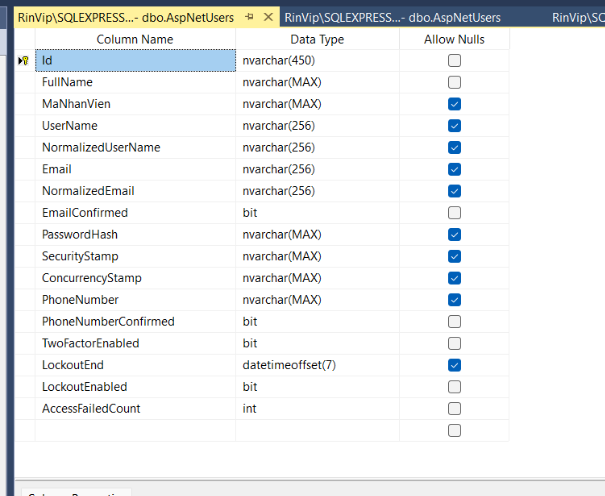 RinVip\SQLEXPRESS...- dbo.AspNetUsers RinVip\SQLEXPRESS...- dbo.AspNetUsers RinVip\SC
Column Name Data Type Allow Nulls
Id nvarchar(450)
FullName nvarchar(MAX)
MaNhanVien nvarchar(MAX)
UserName nvarchar(256)
NormalizedUserName nvarchar(256)
Email nvarchar(256)
NormalizedEmail nvarchar(256)
EmailConfirmed bit
PasswordHash nvarchar(MAX)
SecurityStamp nvarchar(MAX)
ConcurrencyStamp nvarchar(MAX)
PhoneNumber nvarchar(MAX)
PhoneNumberConfirmed bit
TwoFactorEnabled bit
LockoutEnd datetimeoffset(7)
LockoutEnabled bit
AccessFailedCount int